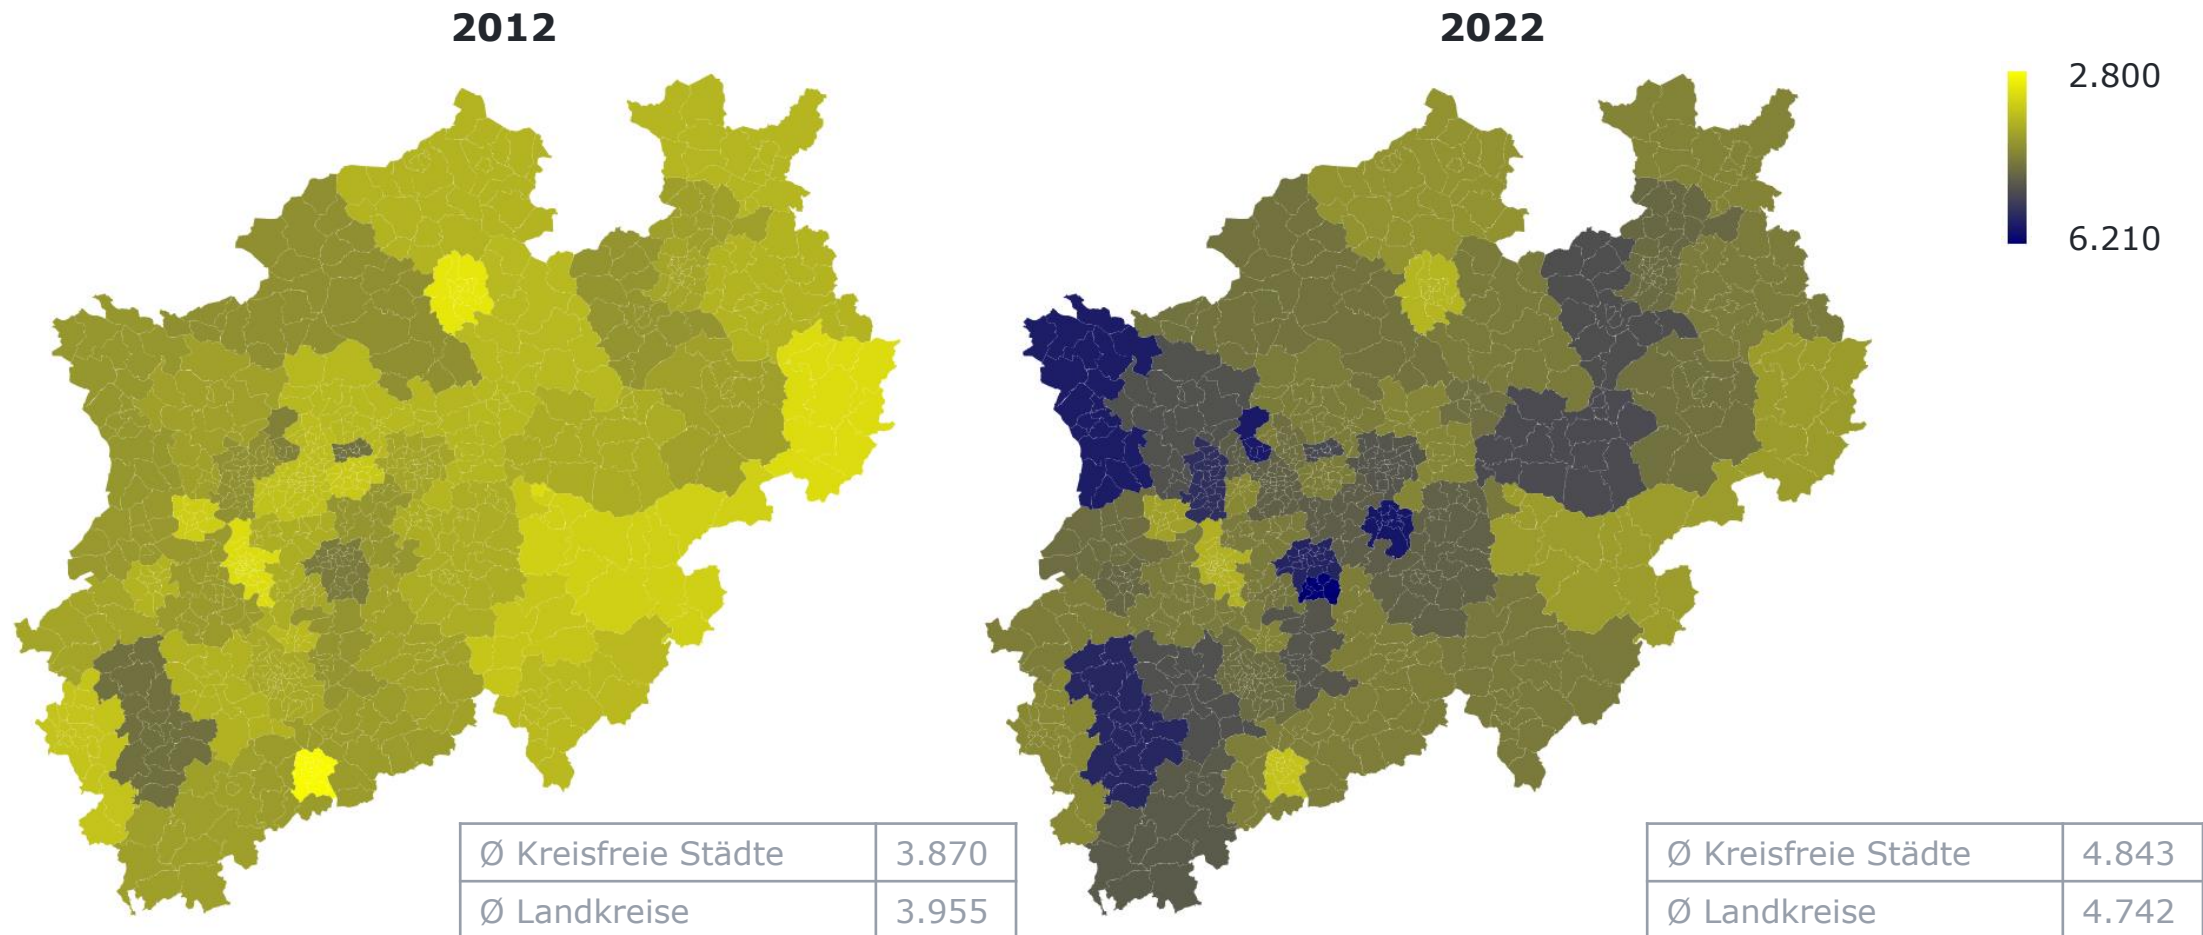 2012
2022
2.800
6.210
Ø Kreisfreie Städte 3.870
Ø Landkreise 3.955
Ø Kreisfreie Städte 4.843
Ø Landkreise 4.742